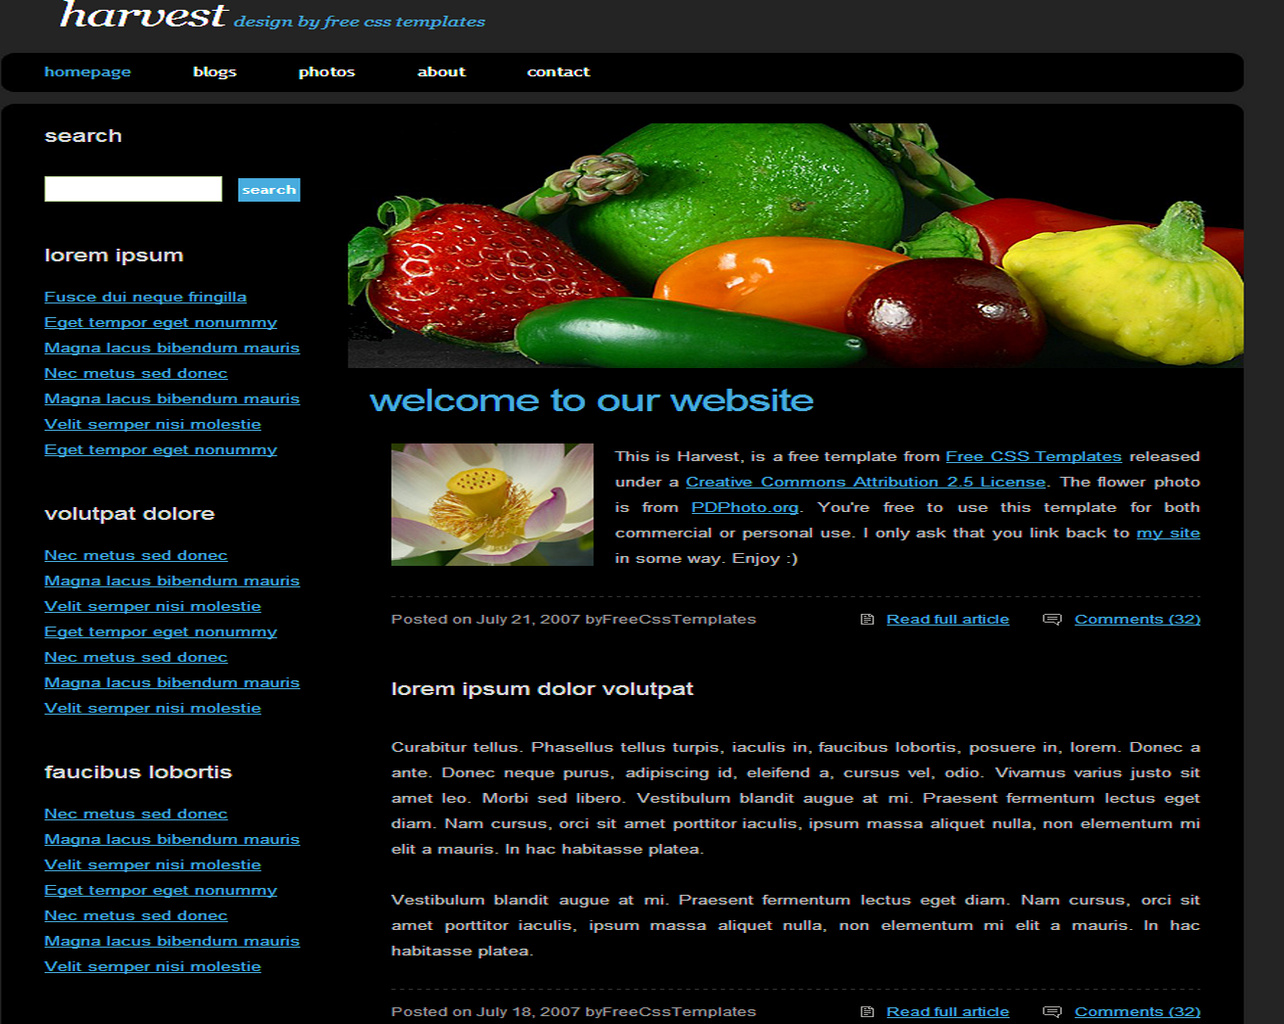 harvest design by free css templates
homepage blogs photos about contact
search
search
lorem ipsum
Fusce dui neque fringilla
Eget tempor eget nonummy
Magna lacus bibendum mauris
Nec metus sed donec
Magna lacus bibendum mauris
Velit semper nisi molestie
Eget tempor eget nonummy
volutpat dolore
Nec metus sed donec
Magna lacus bibendum mauris
Velit semper nisi molestie
Eget tempor eget nonummy
Nec metus sed donec
Magna lacus bibendum mauris
Velit semper nisi molestie
faucibus lobortis
Nec metus sed donec
Magna lacus bibendum mauris
Velit semper nisi molestie
Eget tempor eget nonummy
Nec metus sed donec
Magna lacus bibendum mauris
Velit semper nisi molestie
welcome to our website
This is Harvest, is a free template from Free CSS Templates released
under a Creative Commons Attribution 2.5 License. The flower photo
is from PDPhoto.org. You're free to use this template for both
commercial or personal use. I only ask that you link back to my site
in some way. Enjoy :)
Posted on July 21, 2007 byFreeCssTemplates Read full article Comments (32)
lorem ipsum dolor volutpat
Curabitur tellus. Phasellus tellus turpis, iaculis in, faucibus lobortis, posuere in, lorem. Donec a
ante. Donec neque purus, adipiscing id, eleifend a, cursus vel, odio. Vivamus varius justo sit
amet leo. Morbi sed libero. Vestibulum blandit augue at mi. Praesent fermentum lectus eget
diam. Nam cursus, orci sit amet porttitor iaculis, ipsum massa aliquet nulla, non elementum mi
elit a mauris. In hac habitasse platea.
Vestibulum blandit augue at mi. Praesent fermentum lectus eget diam. Nam cursus, orci sit
amet porttitor iaculis, ipsum massa aliquet nulla, non elementum mi elit a mauris. In hac
habitasse platea.
Posted on July 18, 2007 byFreeCssTemplates Read full article Comments (32)